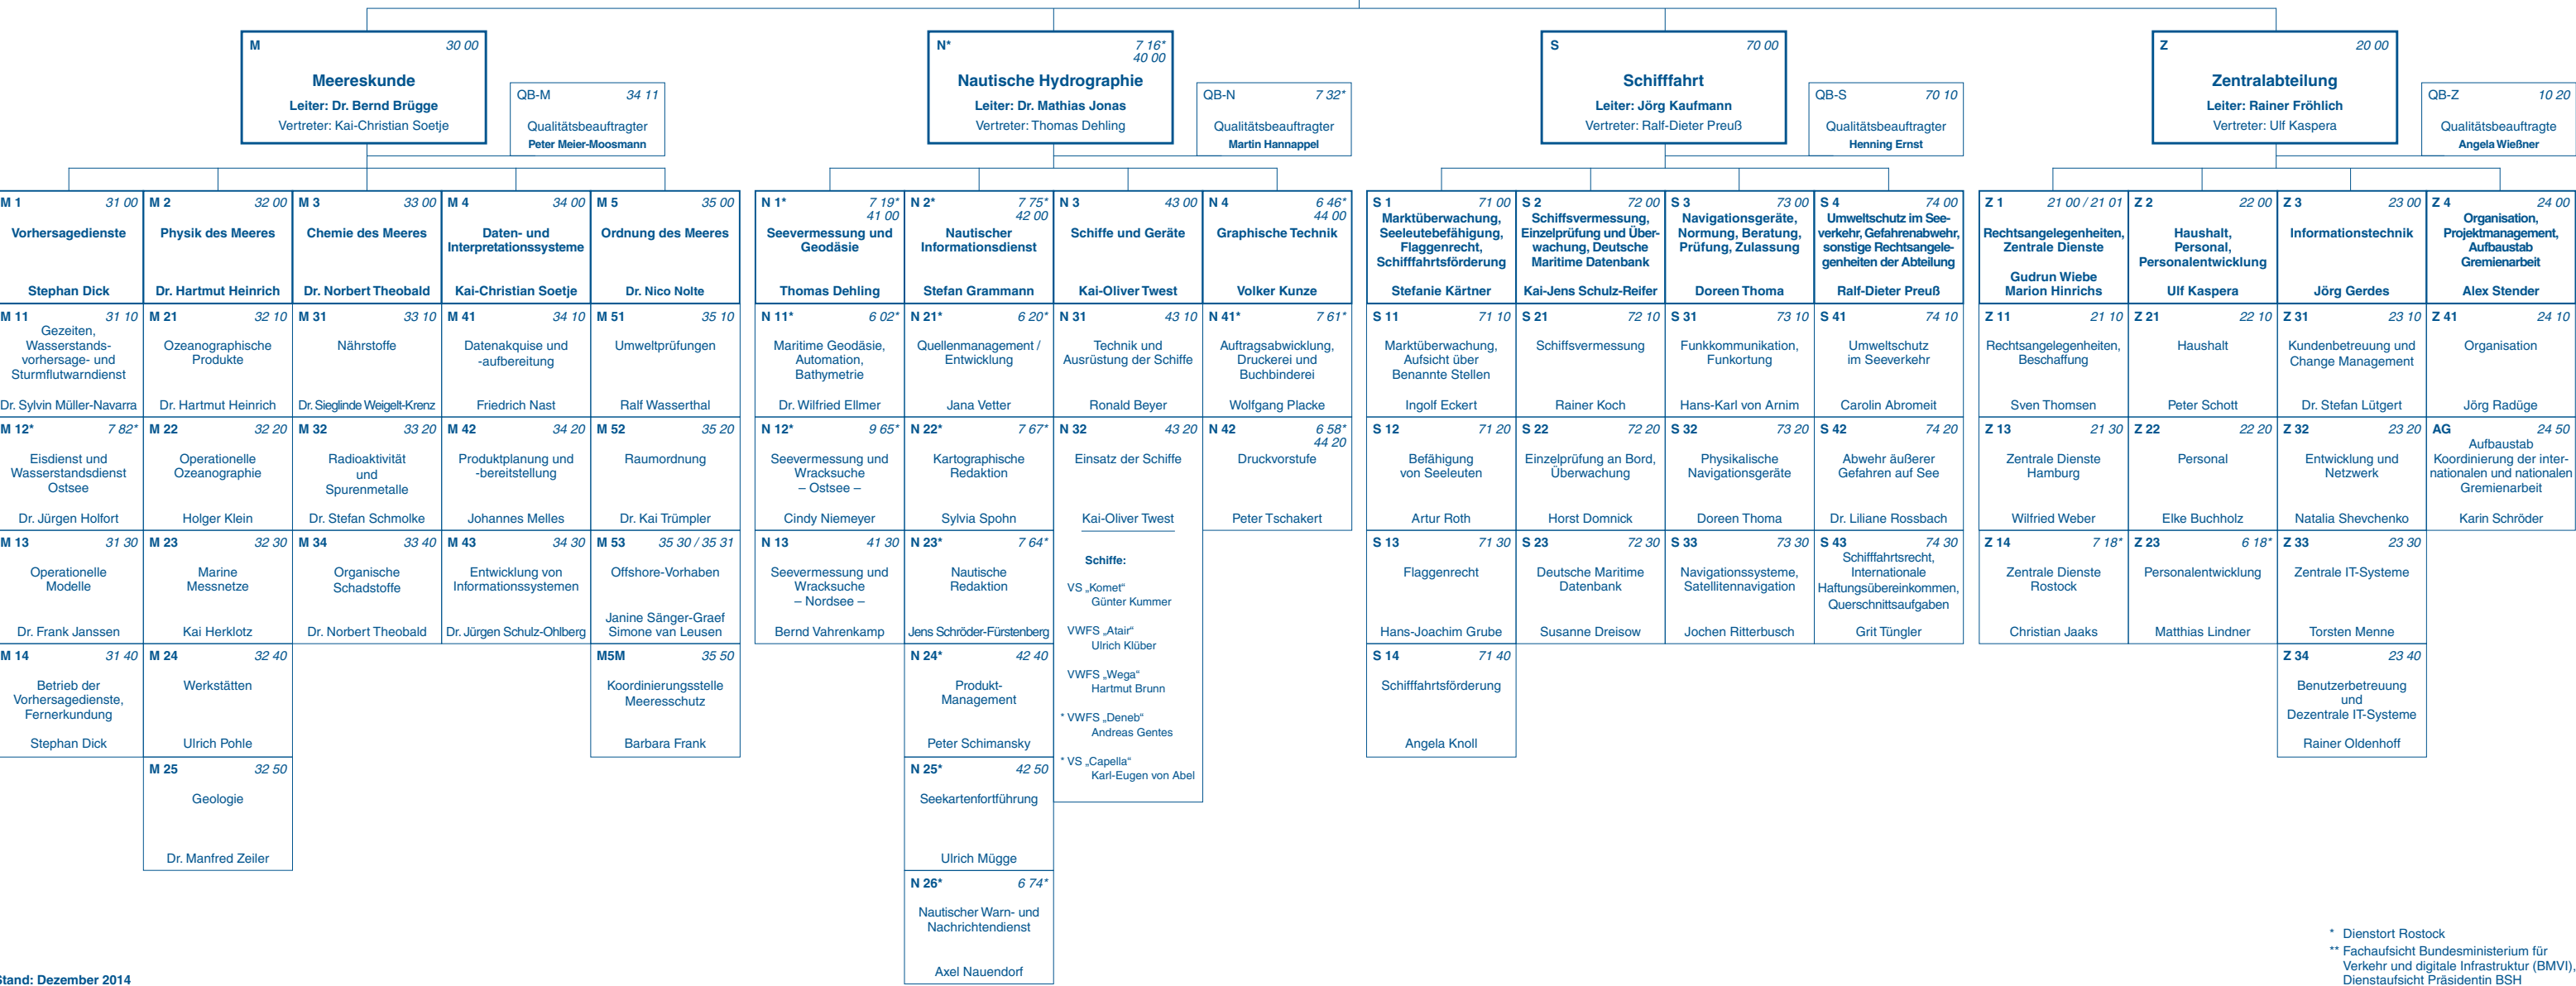 M 30 00
Meereskunde
Leiter: Dr. Bernd Brügge
Vertreter: Kai-Christian Soetje
QB-M 34 11
Qualitätsbeauftragter
Peter Meier-Moosmann
N* 7 16*
40 00
Nautische Hydrographie
Leiter: Dr. Mathias Jonas
Vertreter: Thomas Dehling
QB-N 7 32*
Qualitätsbeauftragter
Martin Hannappel
S 70 00
Schifffahrt
Leiter: Jörg Kaufmann
Vertreter: Ralf-Dieter Preuß
QB-S 70 10
Qualitätsbeauftragter
Henning Ernst
Z 20 00
Zentralabteilung
Leiter: Rainer Fröhlich
Vertreter: Ulf Kaspera
QB-Z 10 20
Qualitätsbeauftragte
Angela Wießner
M 1 31 00
Vorhersagedienste
Stephan Dick
M 2 32 00
Physik des Meeres
Dr. Hartmut Heinrich
M 3 33 00
Chemie des Meeres
Dr. Norbert Theobald
M 4 34 00
Daten- und
Interpretationssysteme
Kai-Christian Soetje
M 5 35 00
Ordnung des Meeres
Dr. Nico Nolte
N 1* 7 19*
41 00
Seevermessung und
Geodäsie
Thomas Dehling
N 2* 7 75*
42 00
Nautischer
Informationsdienst
Stefan Grammann
N 3 43 00
Schiffe und Geräte
Kai-Oliver Twest
N 4 6 46*
44 00
Graphische Technik
Volker Kunze
S 1 71 00
Marktüberwachung,
Seeleutebefähigung,
Flaggenrecht,
Schifffahrtsförderung
Stefanie Kärtner
S 2 72 00
Schiffsvermessung,
Einzelprüfung und Über-
wachung, Deutsche
Maritime Datenbank
Kai-Jens Schulz-Reifer
S 3 73 00
Navigationsgeräte,
Normung, Beratung,
Prüfung, Zulassung
Doreen Thoma
S 4 74 00
Umweltschutz im See-
verkehr, Gefahrenabwehr,
sonstige Rechtsangele-
genheiten der Abteilung
Ralf-Dieter Preuß
Z 1 21 00 / 21 01
Rechtsangelegenheiten,
Zentrale Dienste
Gudrun Wiebe
Marion Hinrichs
Z 2 22 00
Haushalt,
Personal,
Personalentwicklung
Ulf Kaspera
Z 3 23 00
Informationstechnik
Jörg Gerdes
Z 4 24 00
Organisation,
Projektmanagement,
Aufbaustab
Gremienarbeit
Alex Stender
M 11 31 10
Gezeiten,
Wasserstands-
vorhersage- und
Sturmflutwarndienst
Dr. Sylvin Müller-Navarra
M 21 32 10
Ozeanographische
Produkte
Dr. Hartmut Heinrich
M 31 33 10
Nährstoffe
Dr. Sieglinde Weigelt-Krenz
M 41 34 10
Datenakquise und
-aufbereitung
Friedrich Nast
M 51 35 10
Umweltprüfungen
Ralf Wasserthal
N 11* 6 02*
Maritime Geodäsie,
Automation,
Bathymetrie
Dr. Wilfried Ellmer
N 21* 6 20*
Quellenmanagement /
Entwicklung
Jana Vetter
N 31 43 10
Technik und
Ausrüstung der Schiffe
Ronald Beyer
N 41* 7 61*
Auftragsabwicklung,
Druckerei und
Buchbinderei
Wolfgang Placke
S 11 71 10
Marktüberwachung,
Aufsicht über
Benannte Stellen
Ingolf Eckert
S 21 72 10
Schiffsvermessung
Rainer Koch
S 31 73 10
Funkkommunikation,
Funkortung
Hans-Karl von Arnim
S 41 74 10
Umweltschutz
im Seeverkehr
Carolin Abromeit
Z 11 21 10
Rechtsangelegenheiten,
Beschaffung
Sven Thomsen
Z 21 22 10
Haushalt
Peter Schott
Z 31 23 10
Kundenbetreuung und
Change Management
Dr. Stefan Lütgert
Z 41 24 10
Organisation
Jörg Radüge
M 12* 7 82*
Eisdienst und
Wasserstandsdienst
Ostsee
Dr. Jürgen Holfort
M 22 32 20
Operationelle
Ozeanographie
Holger Klein
M 32 33 20
Radioaktivität
und
Spurenmetalle
Dr. Stefan Schmolke
M 42 34 20
Produktplanung und
-bereitstellung
Johannes Melles
M 52 35 20
Raumordnung
Dr. Kai Trümpler
N 12* 9 65*
Seevermessung und
Wracksuche
– Ostsee –
Cindy Niemeyer
N 22* 7 67*
Kartographische
Redaktion
Sylvia Spohn
N 32 43 20
Einsatz der Schiffe
Kai-Oliver Twest
Schiffe:
VS „Komet“
Günter Kummer
VWFS „Atair“
Ulrich Klüber
VWFS „Wega“
Hartmut Brunn
* VWFS „Deneb“
Andreas Gentes
* VS „Capella“
Karl-Eugen von Abel
N 42 6 58*
44 20
Druckvorstufe
Peter Tschakert
S 12 71 20
Befähigung
von Seeleuten
Artur Roth
S 22 72 20
Einzelprüfung an Bord,
Überwachung
Horst Domnick
S 32 73 20
Physikalische
Navigationsgeräte
Doreen Thoma
S 42 74 20
Abwehr äußerer
Gefahren auf See
Dr. Liliane Rossbach
Z 13 21 30
Zentrale Dienste
Hamburg
Wilfried Weber
Z 22 22 20
Personal
Elke Buchholz
Z 32 23 20
Entwicklung und
Netzwerk
Natalia Shevchenko
AG 24 50
Aufbaustab
Koordinierung der inter-
nationalen und nationalen
Gremienarbeit
Karin Schröder
M 13 31 30
Operationelle
Modelle
Dr. Frank Janssen
M 23 32 30
Marine
Messnetze
Kai Herklotz
M 34 33 40
Organische
Schadstoffe
Dr. Norbert Theobald
M 43 34 30
Entwicklung von
Informationssystemen
Dr. Jürgen Schulz-Ohlberg
M 53 35 30 / 35 31
Offshore-Vorhaben
Janine Sänger-Graef
Simone van Leusen
N 13 41 30
Seevermessung und
Wracksuche
– Nordsee –
Bernd Vahrenkamp
N 23* 7 64*
Nautische
Redaktion
Jens Schröder-Fürstenberg
S 13 71 30
Flaggenrecht
Hans-Joachim Grube
S 23 72 30
Deutsche Maritime
Datenbank
Susanne Dreisow
S 33 73 30
Navigationssysteme,
Satellitennavigation
Jochen Ritterbusch
S 43 74 30
Schifffahrtsrecht,
Internationale
Haftungsübereinkommen,
Querschnittsaufgaben
Grit Tüngler
Z 14 7 18*
Zentrale Dienste
Rostock
Christian Jaaks
Z 23 6 18*
Personalentwicklung
Matthias Lindner
Z 33 23 30
Zentrale IT-Systeme
Torsten Menne
M 14 31 40
Betrieb der
Vorhersagedienste,
Fernerkundung
Stephan Dick
M 24 32 40
Werkstätten
Ulrich Pohle
M5M 35 50
Koordinierungsstelle
Meeresschutz
Barbara Frank
N 24* 42 40
Produkt-
Management
Peter Schimansky
S 14 71 40
Schifffahrtsförderung
Angela Knoll
Z 34 23 40
Benutzerbetreuung
und
Dezentrale IT-Systeme
Rainer Oldenhoff
M 25 32 50
Geologie
Dr. Manfred Zeiler
N 25* 42 50
Seekartenfortführung
Ulrich Mügge
N 26* 6 74*
Nautischer Warn- und
Nachrichtendienst
Axel Nauendorf
Stand: Dezember 2014
* Dienstort Rostock
** Fachaufsicht Bundesministerium für
Verkehr und digitale Infrastruktur (BMVI),
Dienstaufsicht Präsidentin BSH